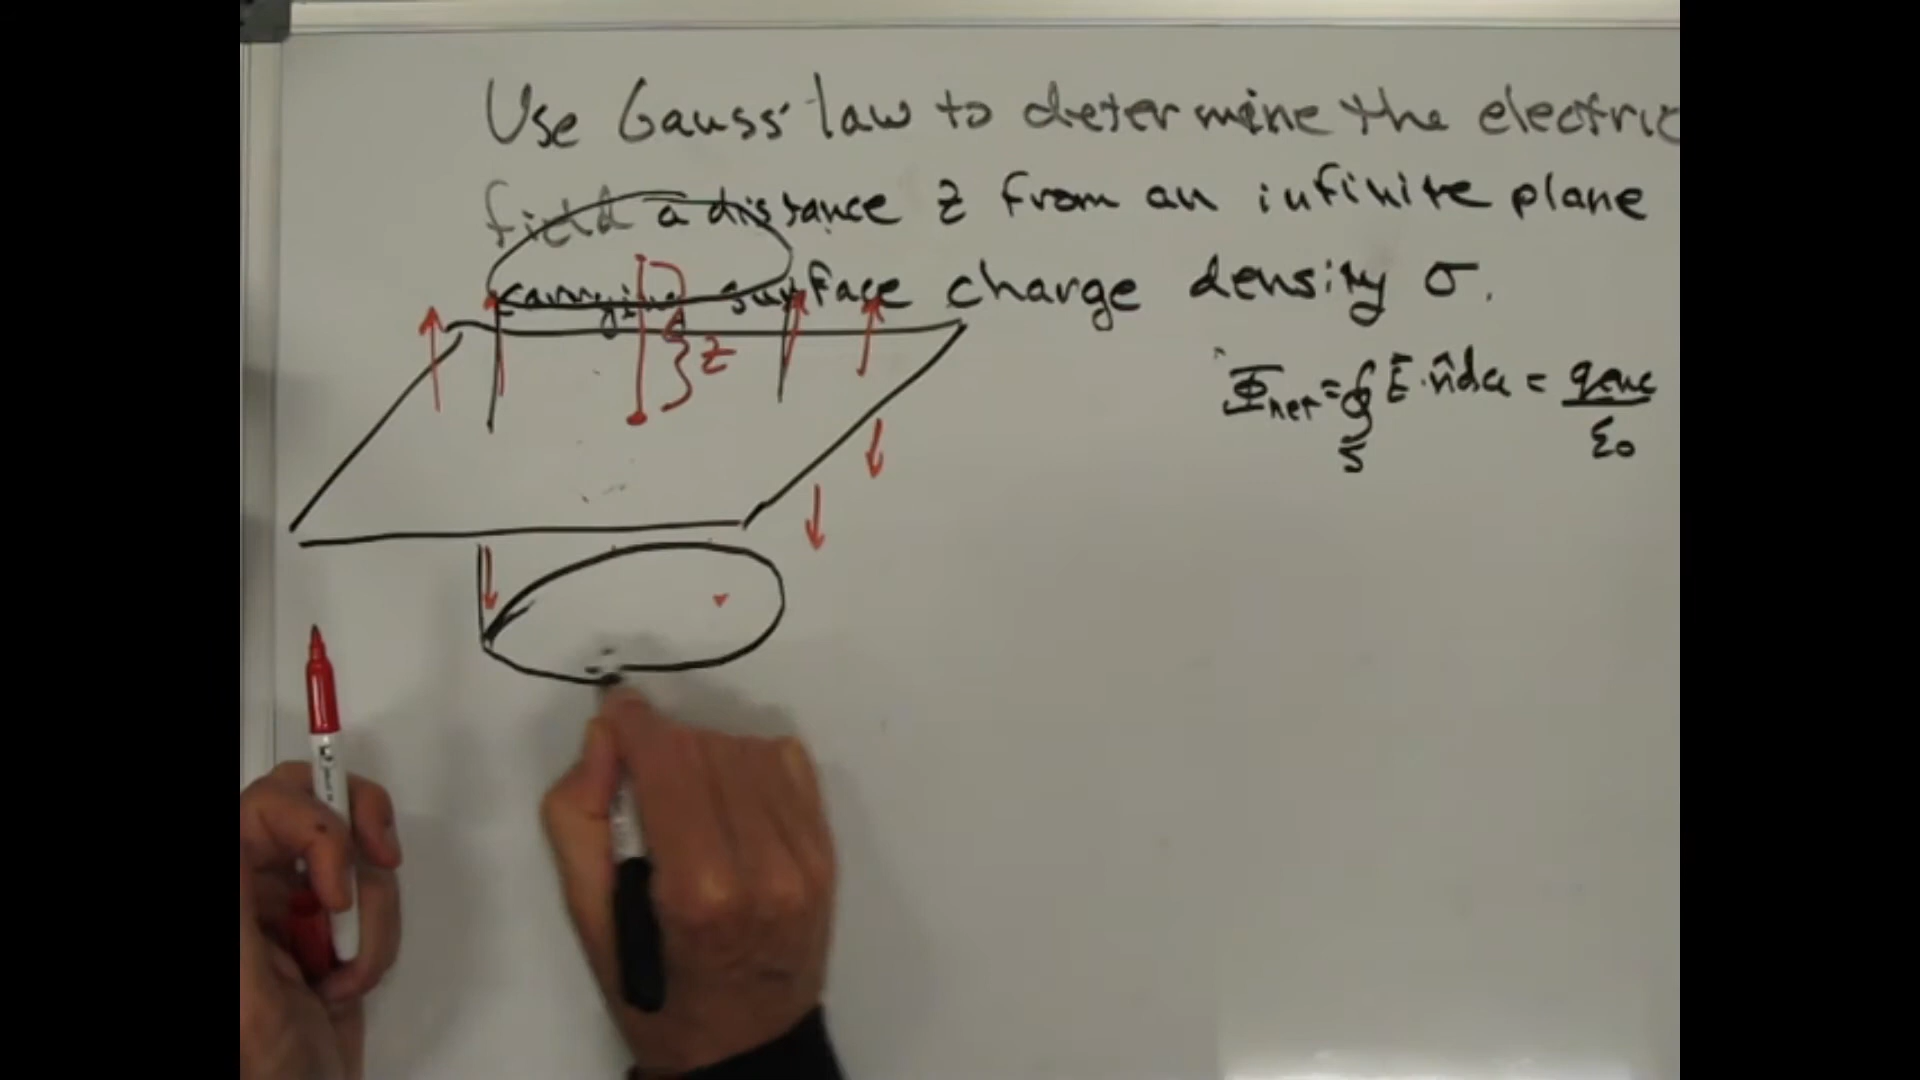 Use Gauss' law to determine the electric
field a distance z from an infinite plane
carrying surface charge density σ.
z
Φnet = ∮S E⃗ · n̂ da = qenc/ε0